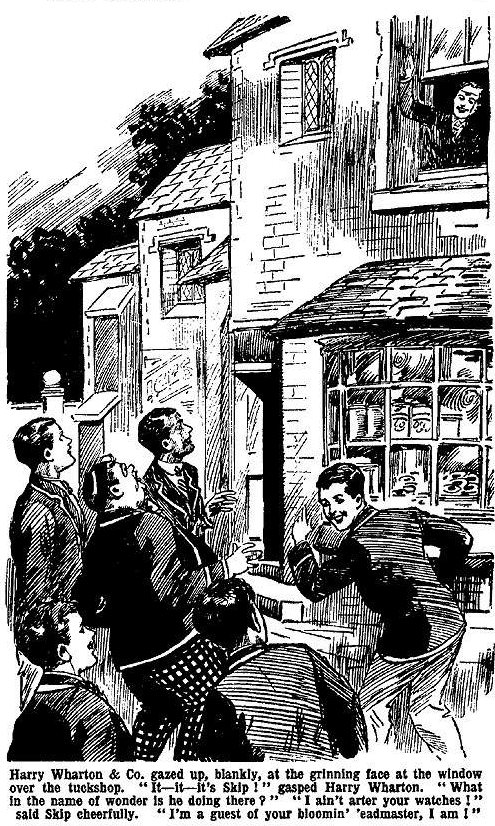 Harry Wharton & Co. gazed up, blankly, at the grinning face at the window
over the tuckshop. "It—it—it's Skip!" gasped Harry Wharton. "What
in the name of wonder is he doing there?" "I ain't arter your watches!"
said Skip cheerfully. "I'm a guest of your bloomin' 'eadmaster, I am!"